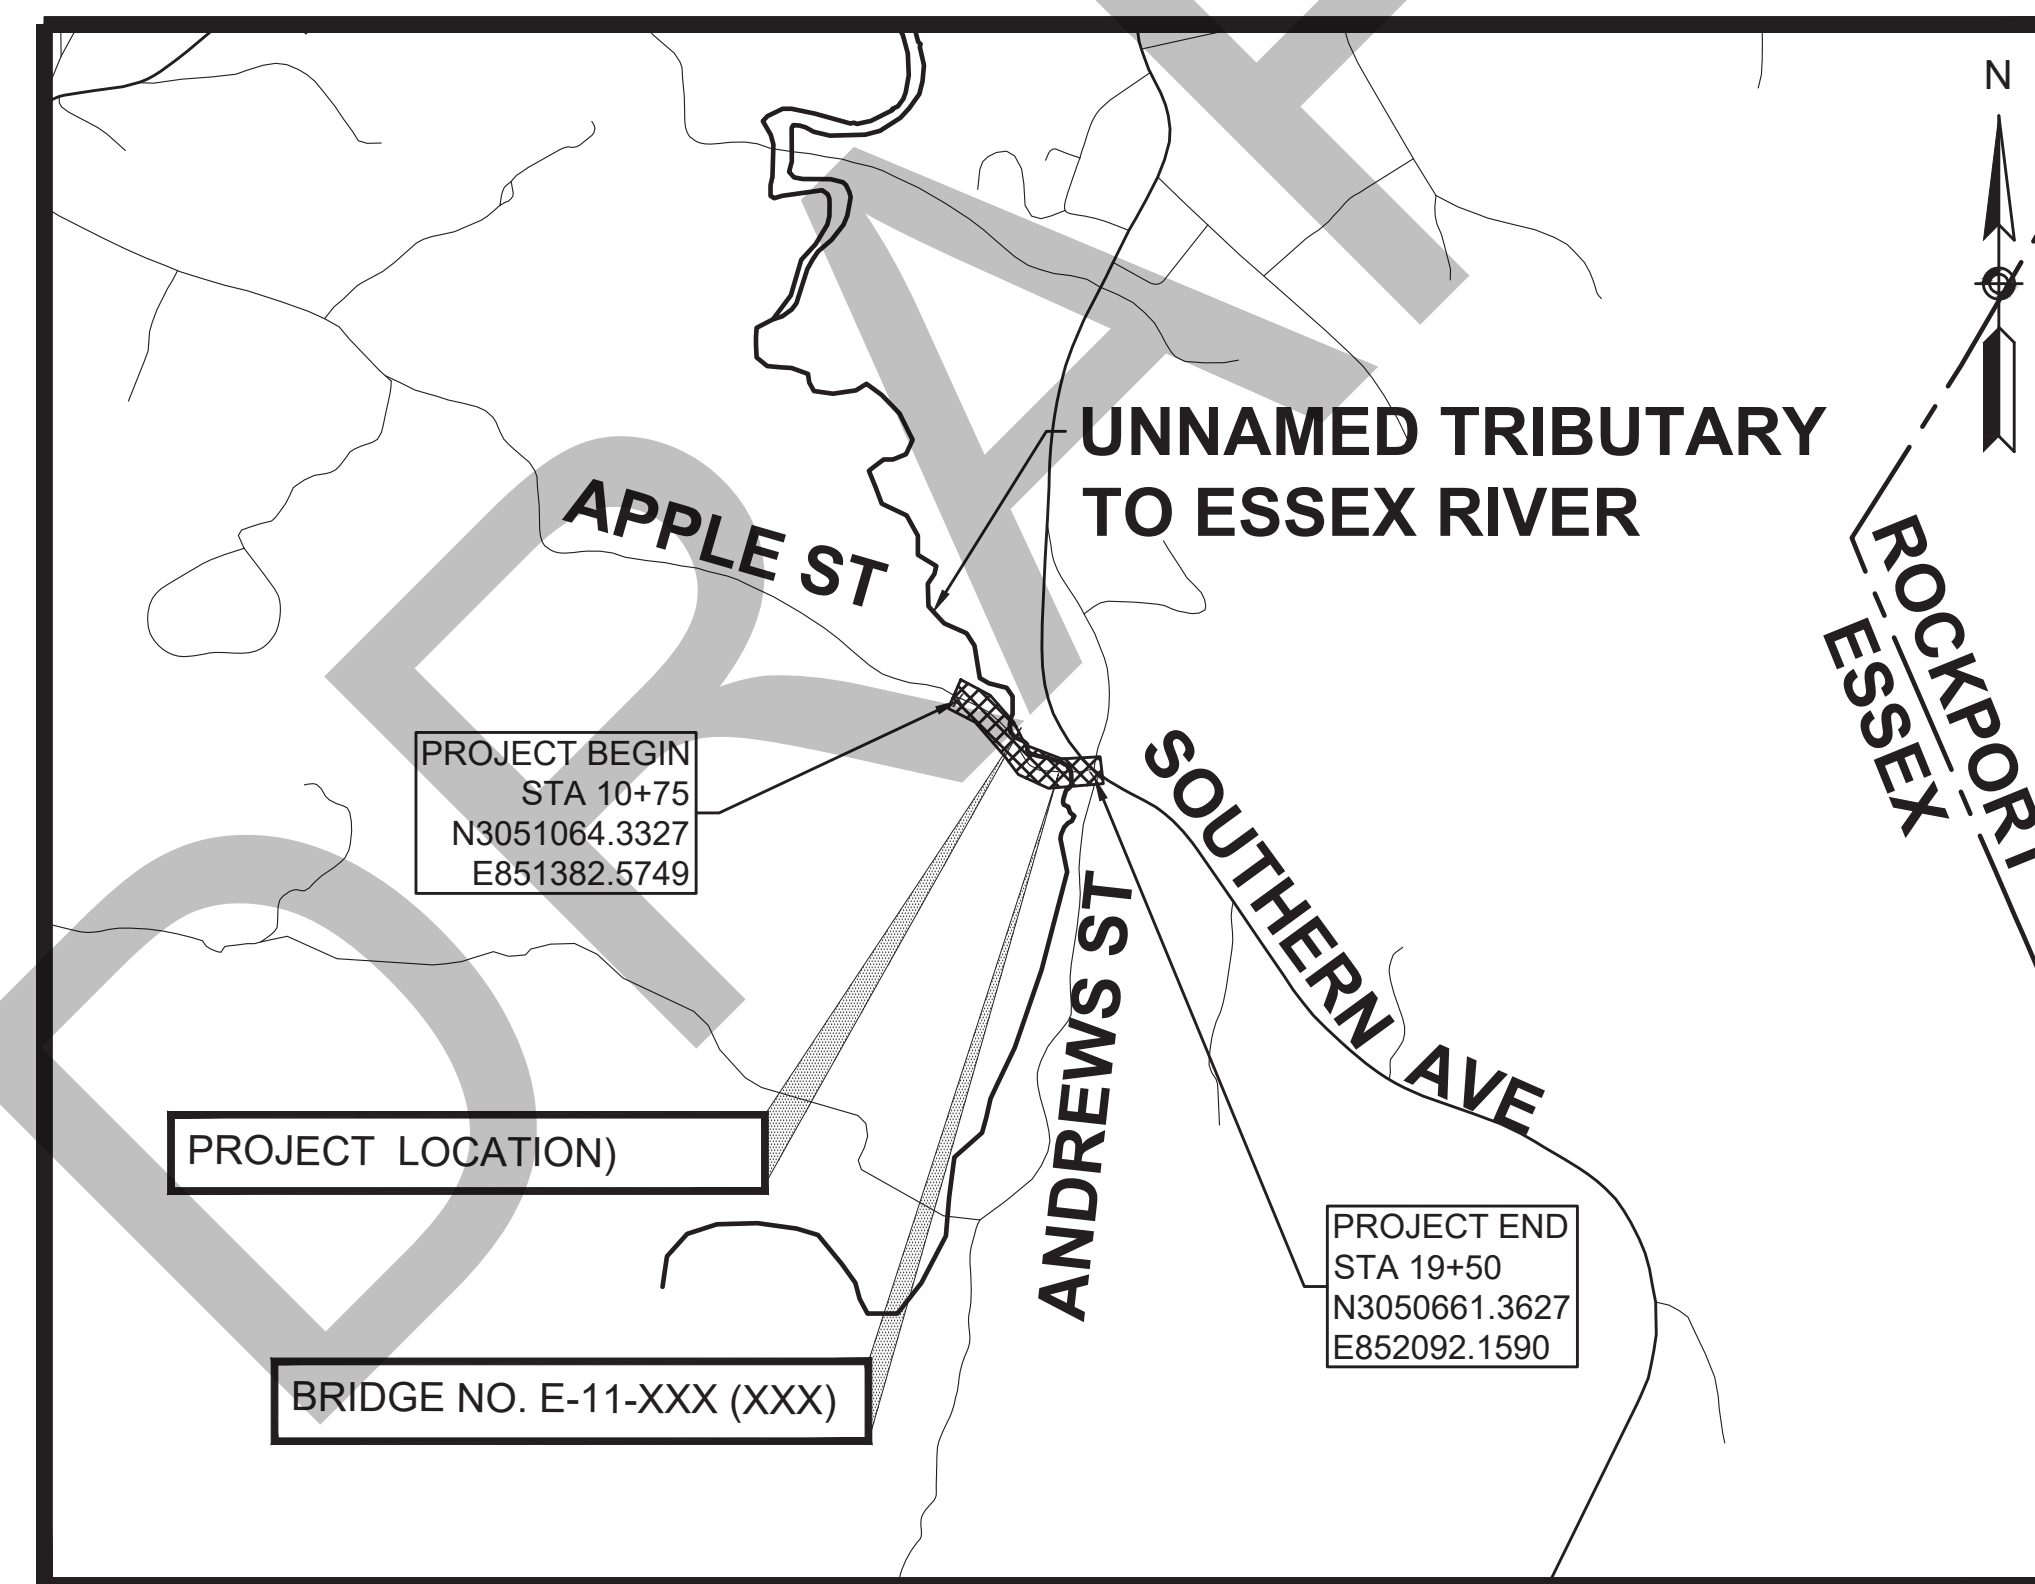 N
UNNAMED TRIBUTARY
TO ESSEX RIVER
APPLE ST
ROCKPORT
ESSEX
PROJECT BEGIN
STA 10+75
N3051064.3327
E851382.5749
SOUTHERN AVE
ANDREWS ST
PROJECT LOCATION)
PROJECT END
STA 19+50
N3050661.3627
E852092.1590
BRIDGE NO. E-11-XXX (XXX)
DRAF